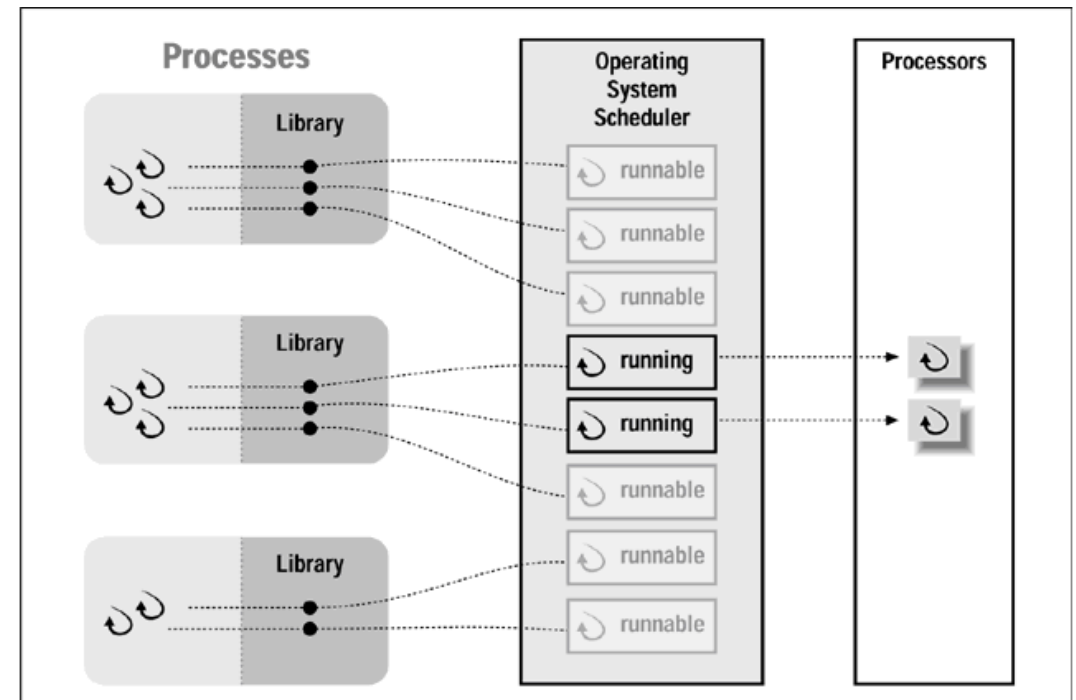 Processes
Operating
System
Scheduler
Processors
Library
runnable
runnable
runnable
Library
running
running
runnable
Library
runnable
runnable